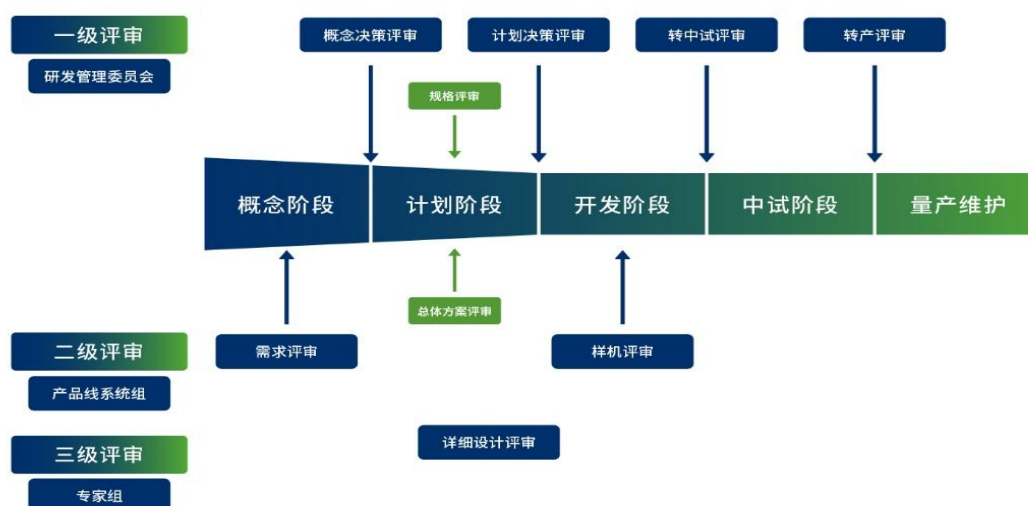 一级评审
研发管理委员会
概念决策评审
计划决策评审
转中试评审
转产评审
规格评审
概念阶段
计划阶段
开发阶段
中试阶段
量产维护
总体方案评审
二级评审
产品线系统组
需求评审
样机评审
三级评审
专家组
详细设计评审